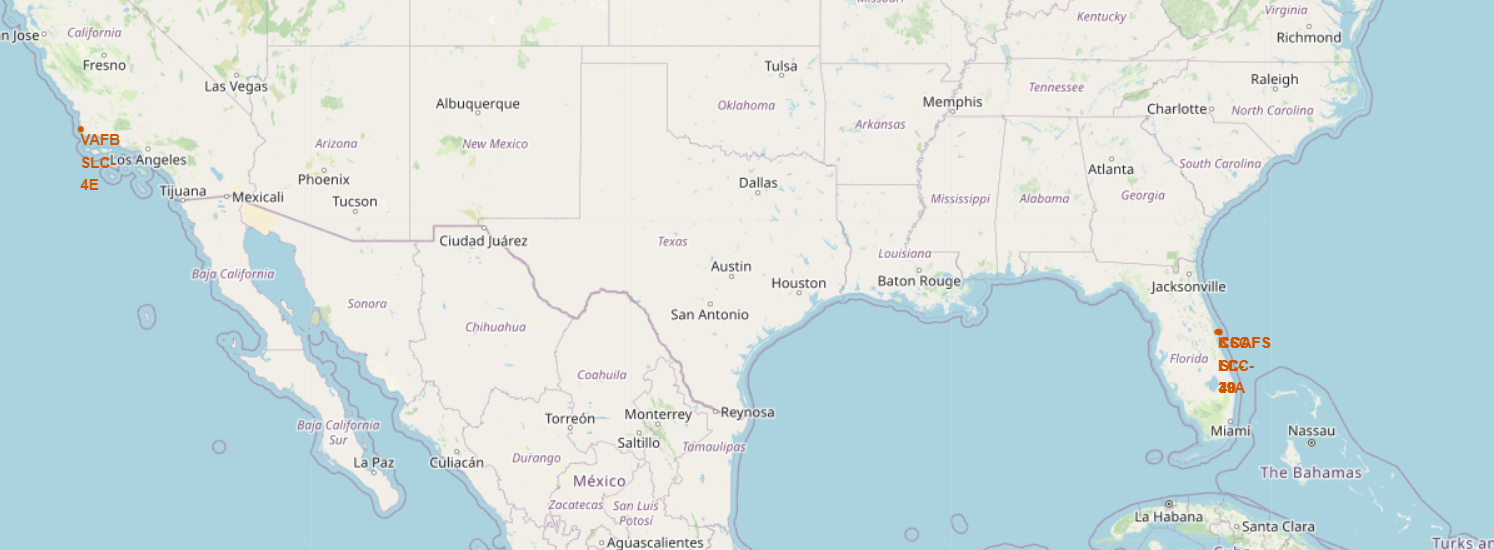 Missouri
Kentucky
Virginia
California
n Jose
Richmond
Fresno
Tulsa
Las Vegas
Raleigh
Tennessee
Albuquerque
Memphis
Oklahoma
Charlotte
North Carolina
Arkansas
VAFB
SLC-
4E
Arizona
New Mexico
Los Angeles
South Carolina
Atlanta
Phoenix
Dallas
Tijuana
Mexicali
Tucson
Mississippi
Alabama
Georgia
Ciudad Juárez
Texas
Louisiana
Baja California
Austin
Houston
Baton Rouge
Jacksonville
Sonora
San Antonio
Chihuahua
Florida
Coahuila
Torreón
Monterrey
Reynosa
Baja California
Sur
Saltillo
Tamaulipas
Miami
Nassau
La Paz
Culiacán
Durango
México
The Bahamas
Zacatecas
San Luis
Potosí
La Habana
Santa Clara
Aguascalientes
Cuba
Turks an